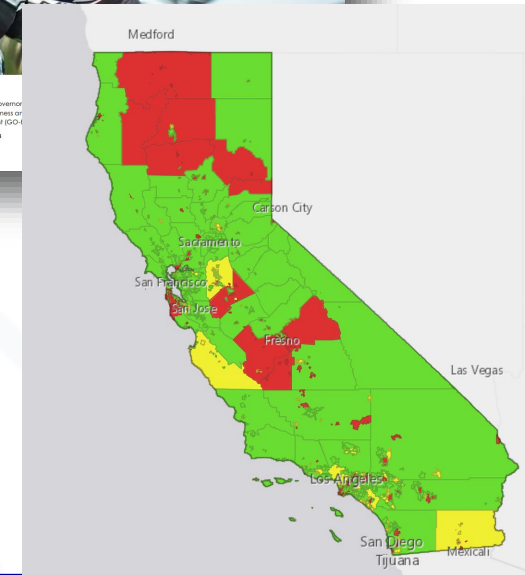 Medford
Carson City
Sacramento
San Francisco
San Jose
Fresno
Las Vegas
Los Angeles
San Diego
Tijuana
Mexicali